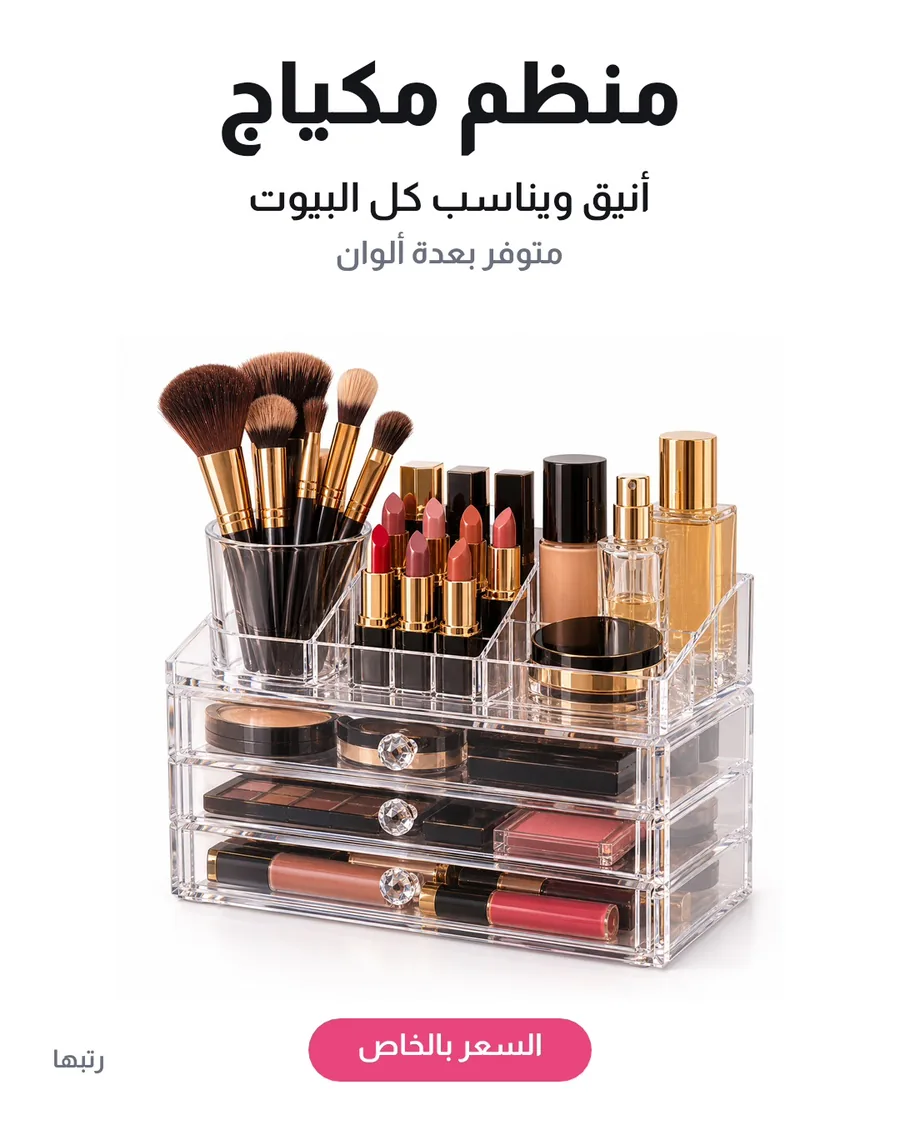 منظم مكياج
أنيق ويناسب كل البيوت
متوفر بعدة ألوان
السعر بالخاص
رتبها